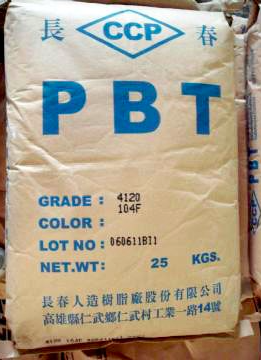 長 CCP 春
PBT
GRADE : 4120
104F
COLOR :
LOT NO : 060611BI1
NET.WT: 25 KGS.
長春人造樹脂廠股份有限公司
高雄縣仁武鄉仁武村工業一路14號